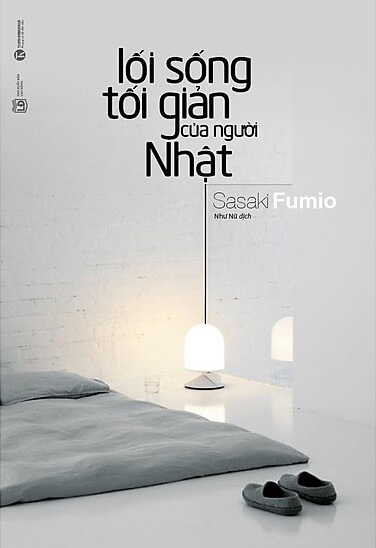 lối sống
tối giản
của người
Nhật
Sasaki Fumio
Như Nữ dịch